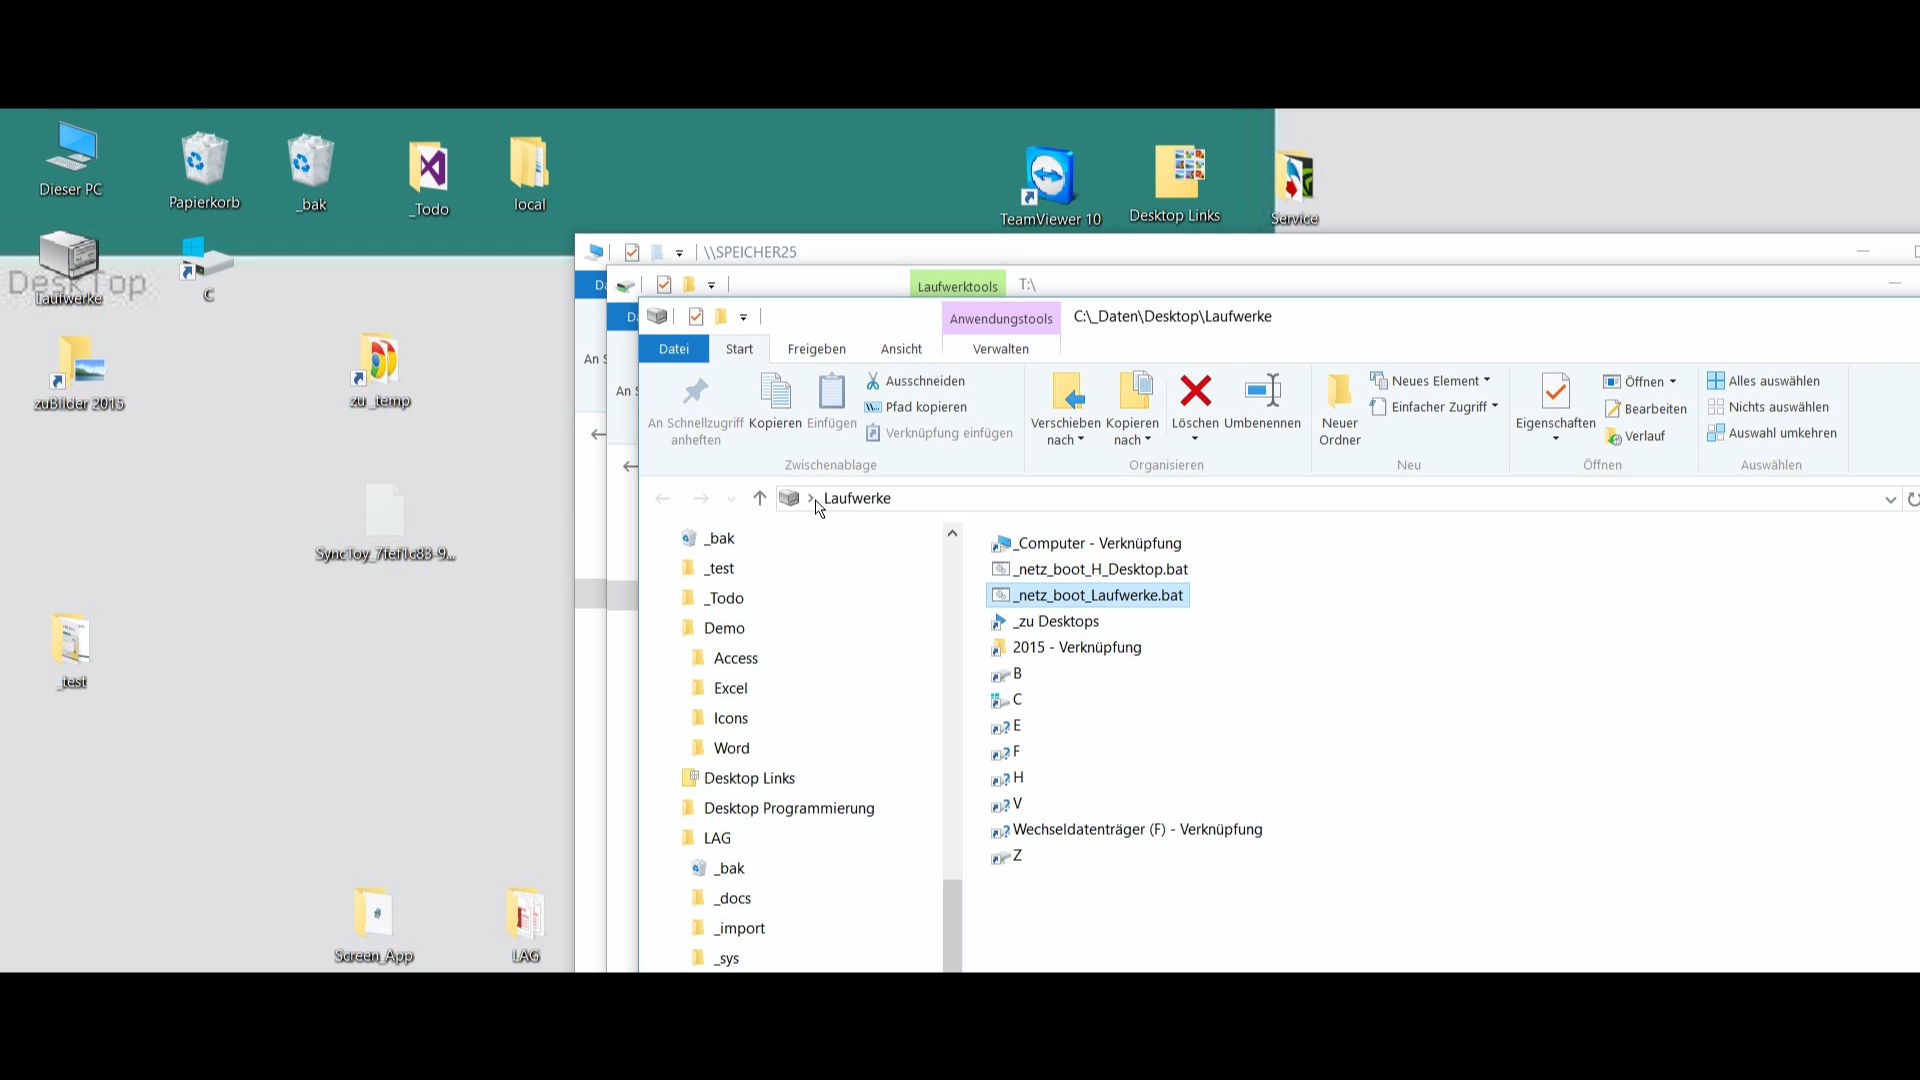 Dieser PC
Papierkorb
_bak
_Todo
local
TeamViewer 10
Desktop Links
Service
DeskTop
Laufwerke
C
zuBilder 2015
zu _temp
_test
Screen_App
LAG
\\SPEICHER25
Laufwerktools
T:\
Anwendungstools
C:\_Daten\Desktop\Laufwerke
Datei
Start
Freigeben
Ansicht
Verwalten
An Schnellzugriff
anheften
Kopieren
Einfügen
Ausschneiden
Pfad kopieren
Verknüpfung einfügen
Zwischenablage
Verschieben
nach
Kopieren
nach
Löschen
Umbenennen
Organisieren
Neuer
Ordner
Neues Element
Einfacher Zugriff
Neu
Eigenschaften
Öffnen
Bearbeiten
Verlauf
Öffnen
Alles auswählen
Nichts auswählen
Auswahl umkehren
Auswählen
Laufwerke
_bak
_test
_Todo
Demo
Access
Excel
Icons
Word
Desktop Links
Desktop Programmierung
LAG
_bak
_docs
_import
_sys
_Computer - Verknüpfung
_netz_boot_H_Desktop.bat
_netz_boot_Laufwerke.bat
_zu Desktops
2015 - Verknüpfung
B
C
E
F
H
V
Wechseldatenträger (F) - Verknüpfung
Z